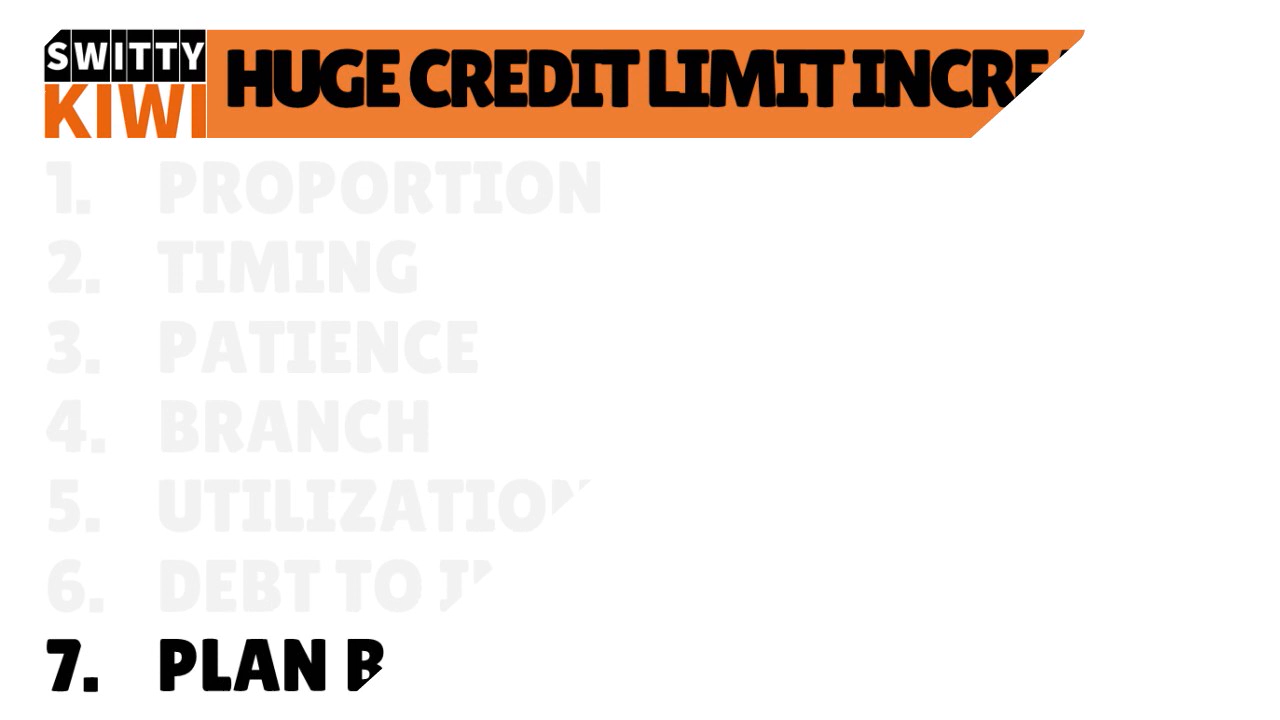 SWITTY
KIWI
HUGE CREDIT LIMIT
1. PROPORTION
2. TIMING
3. PATIENCE
4. BRANCH
5. UTILIZATION
6. DEBT TO
7. PLAN B